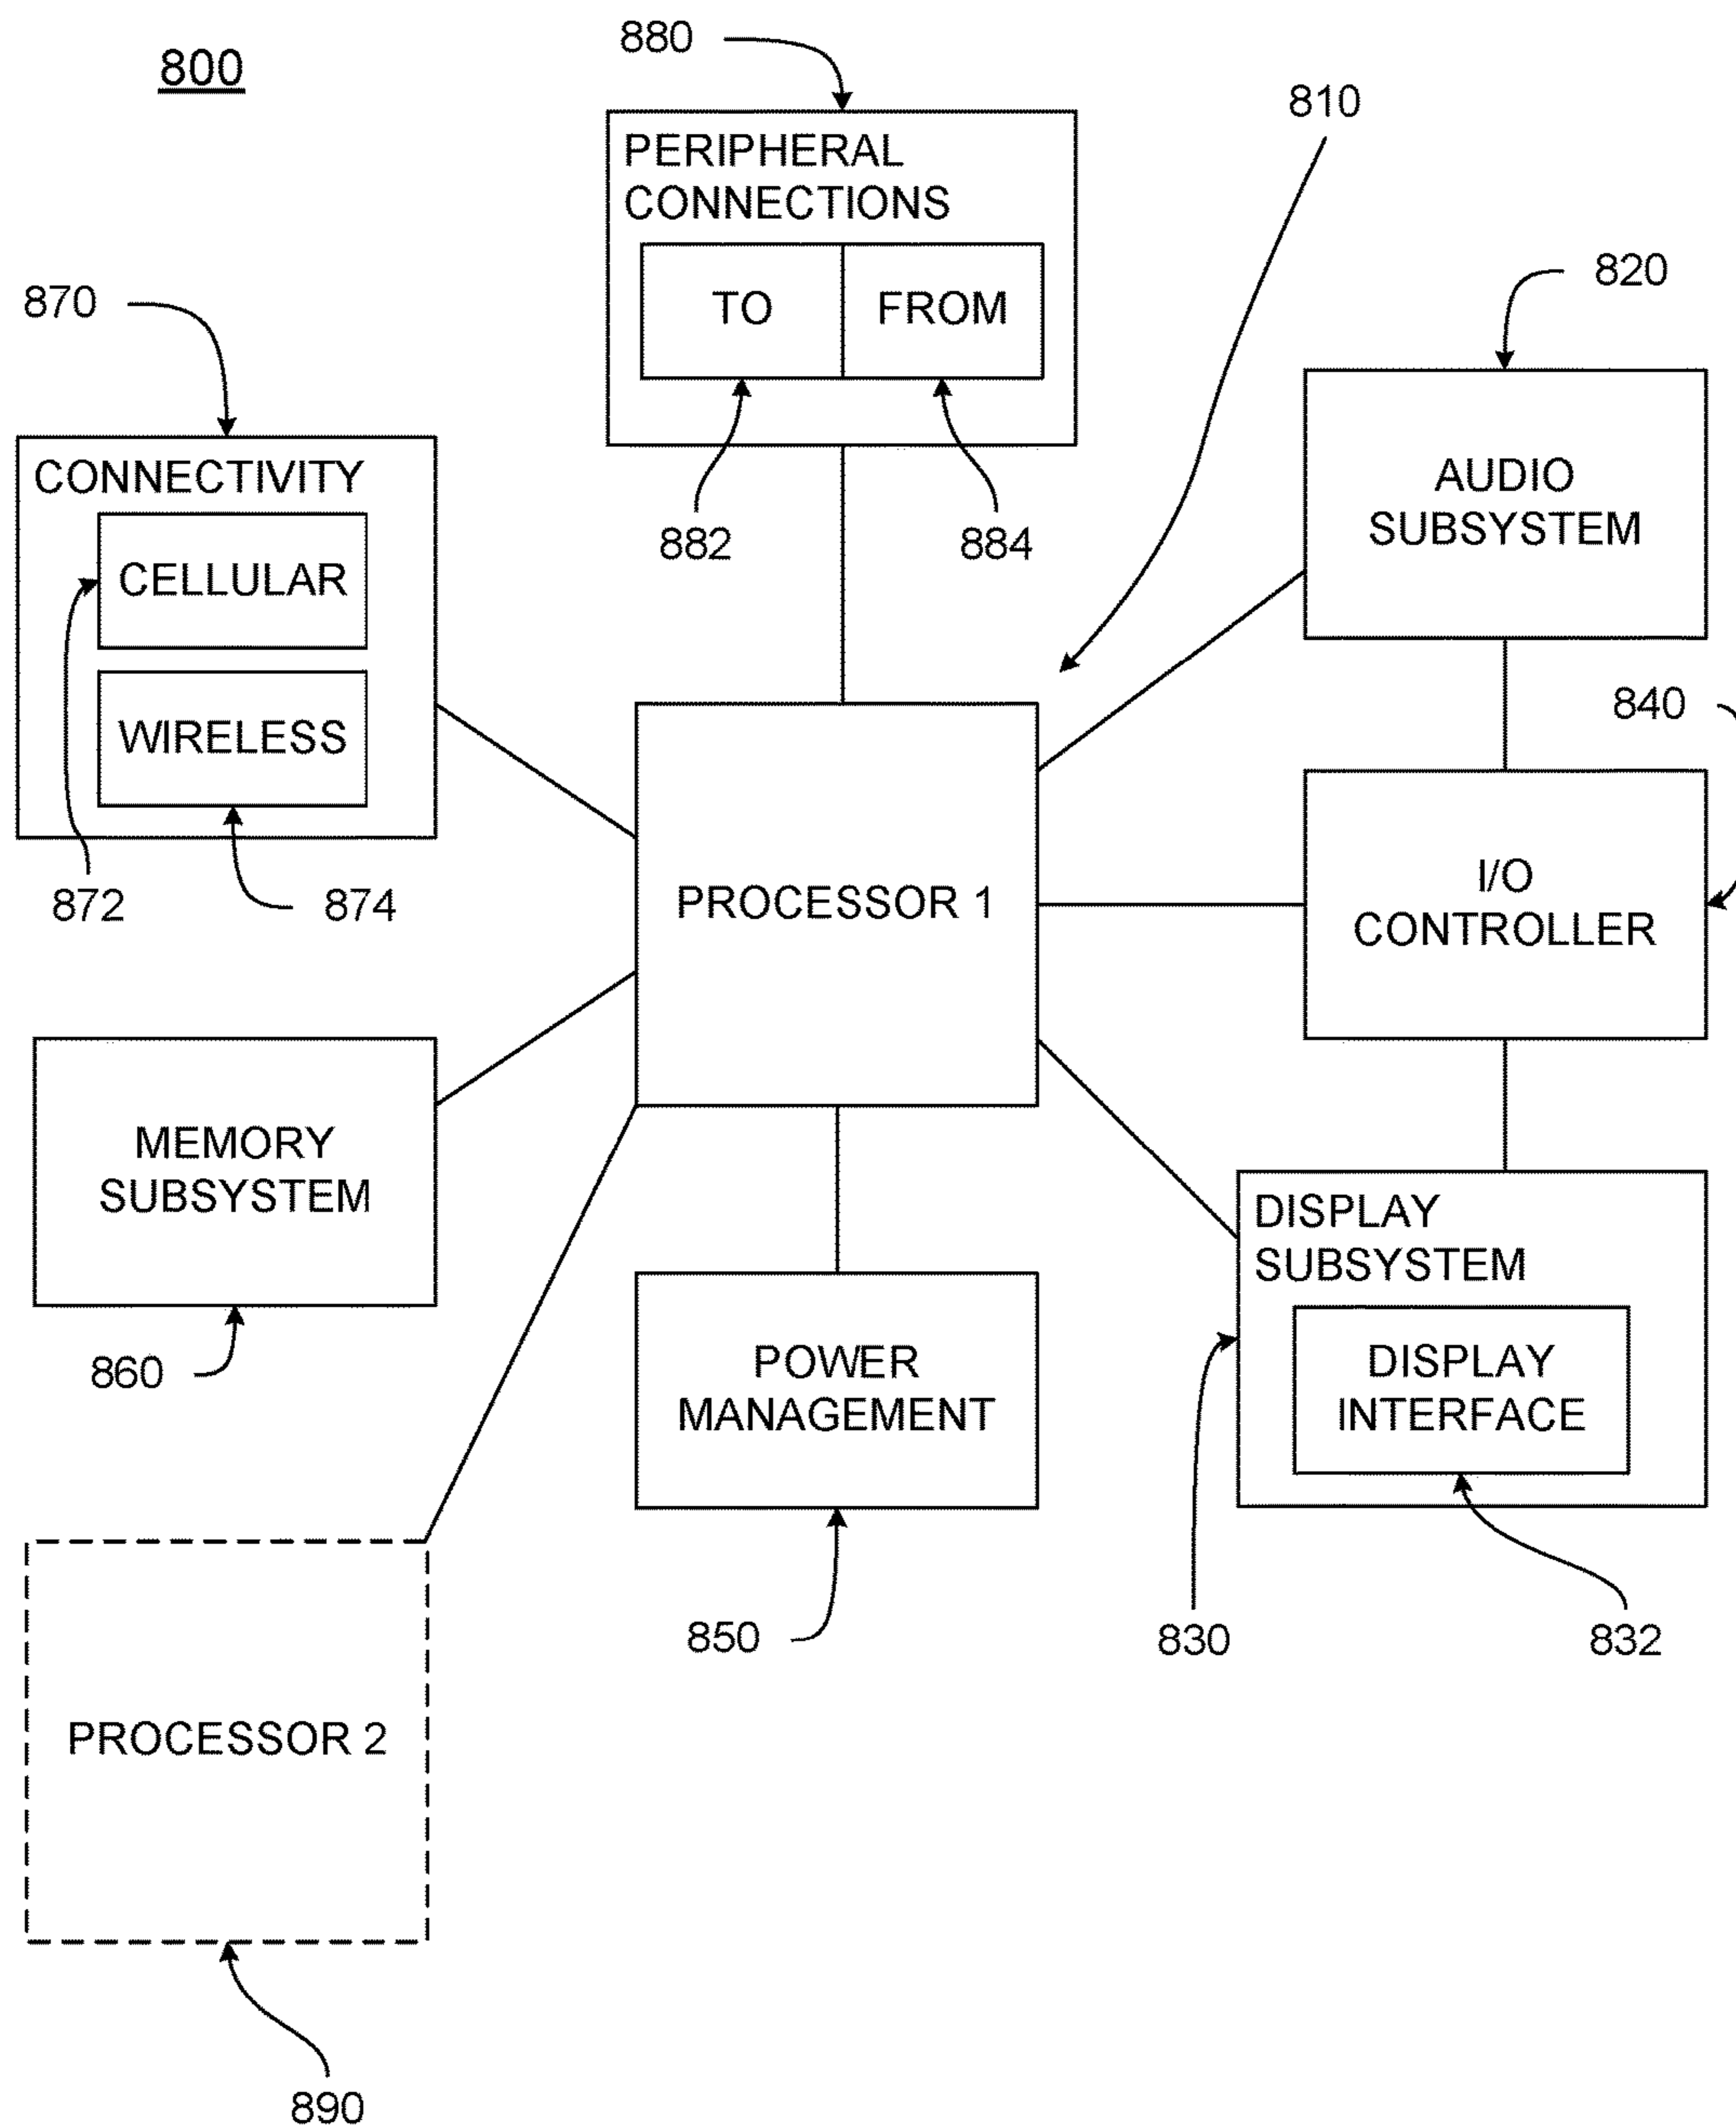 800
880
810
PERIPHERAL
CONNECTIONS
TO
FROM
820
870
882
884
CONNECTIVITY
CELLULAR
WIRELESS
872
874
AUDIO
SUBSYSTEM
840
PROCESSOR 1
I/O
CONTROLLER
MEMORY
SUBSYSTEM
860
POWER
MANAGEMENT
850
DISPLAY
SUBSYSTEM
DISPLAY
INTERFACE
830
832
PROCESSOR 2
890